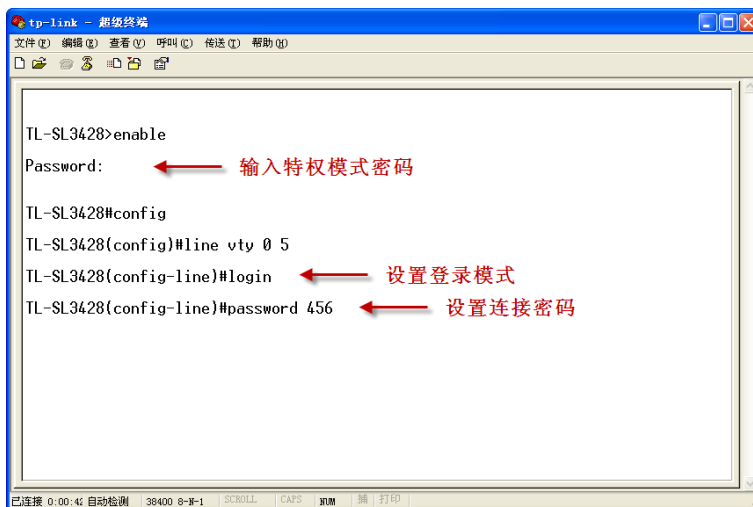 tp-link - 超级终端
文件(F) 编辑(E) 查看(V) 呼叫(C) 传送(T) 帮助(H)
TL-SL3428>enable
Password: 输入特权模式密码
TL-SL3428#config
TL-SL3428(config)#line vty 0 5
TL-SL3428(config-line)#login 设置登录模式
TL-SL3428(config-line)#password 456 设置连接密码
已连接 0:00:42 自动检测 38400 8-N-1 SCROLL CAPS NUM 捕 打印